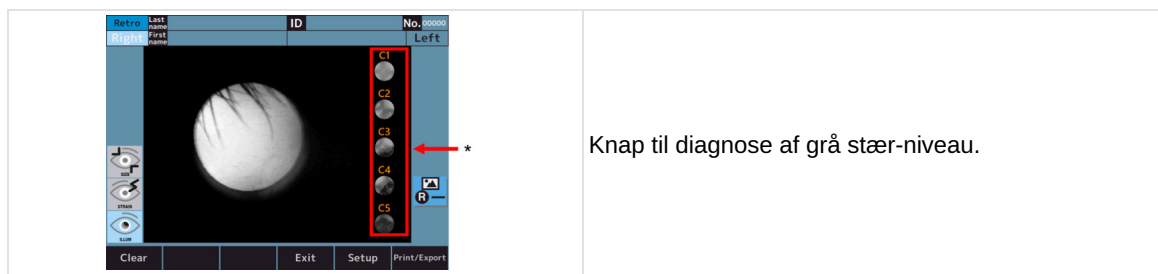 Retro Last name ID No. 00000
Right First name Left
C1
C2
C3
*
Knap til diagnose af grå stær-niveau.
C4
C5
SIZE
STRAIN
R
ILLUM
Clear Exit Setup Print/Export